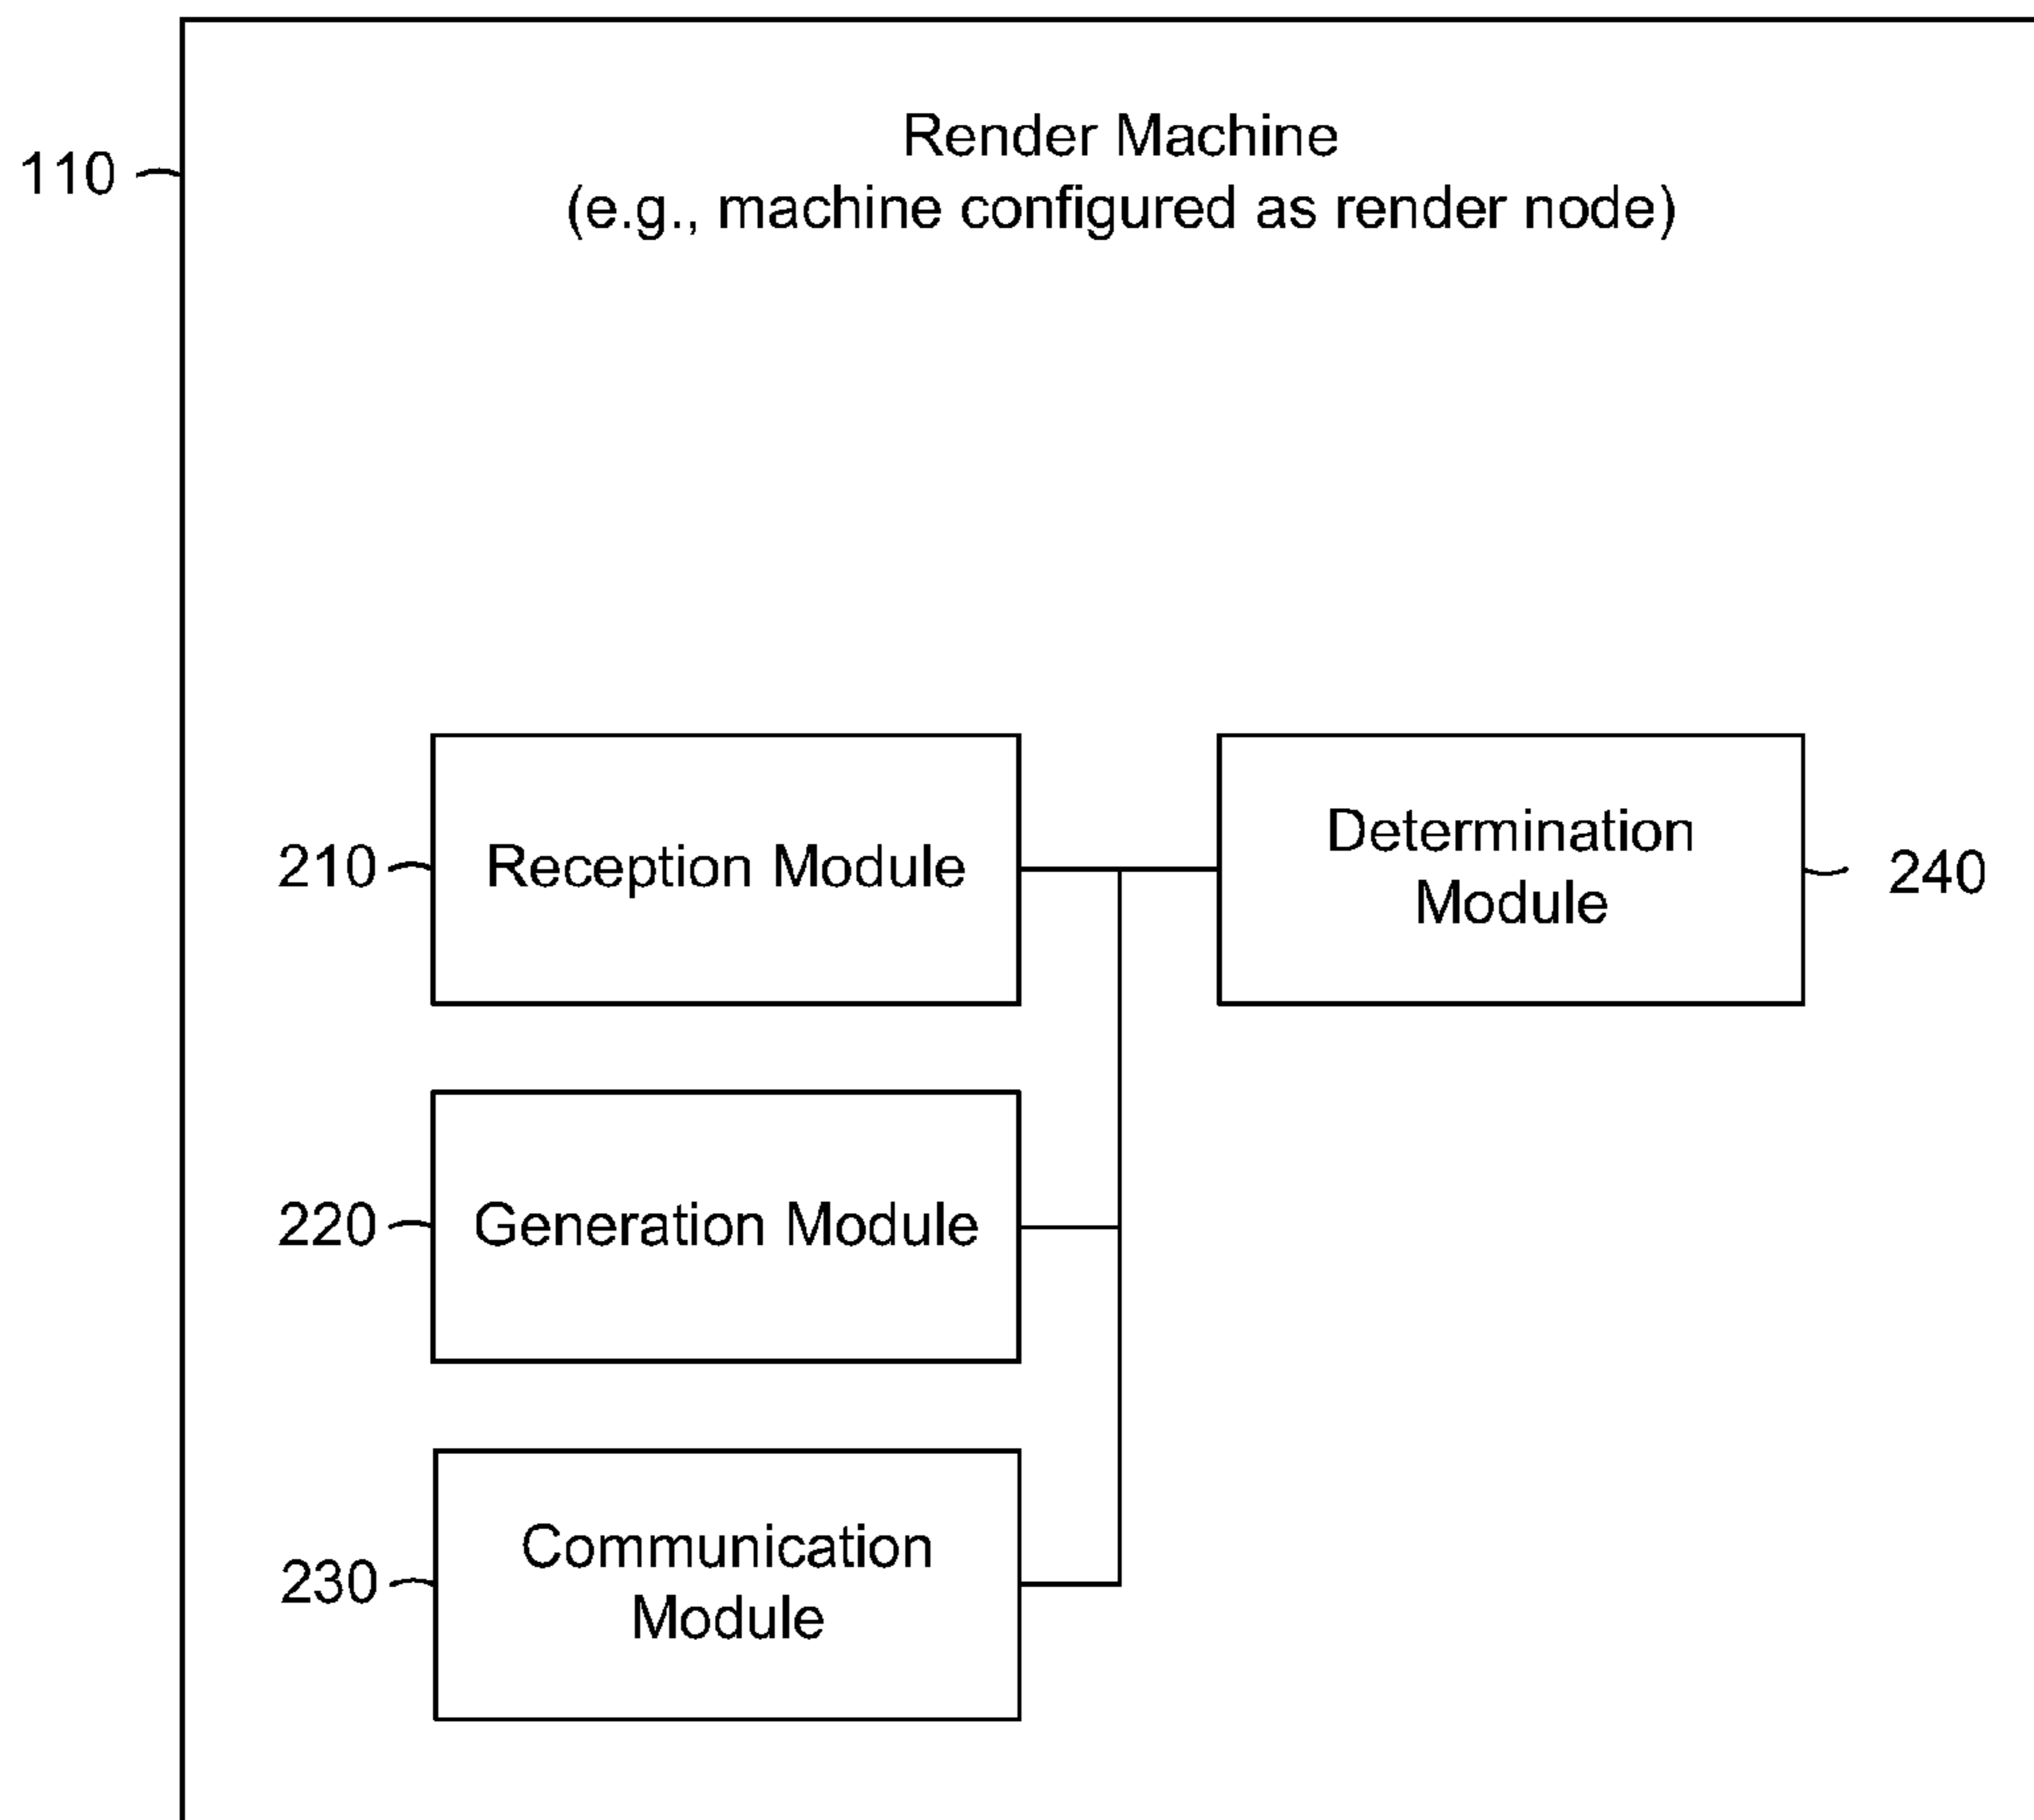 Render Machine
(e.g., machine configured as render node)
110
210
Reception Module
Determination
Module
240
220
Generation Module
230
Communication
Module